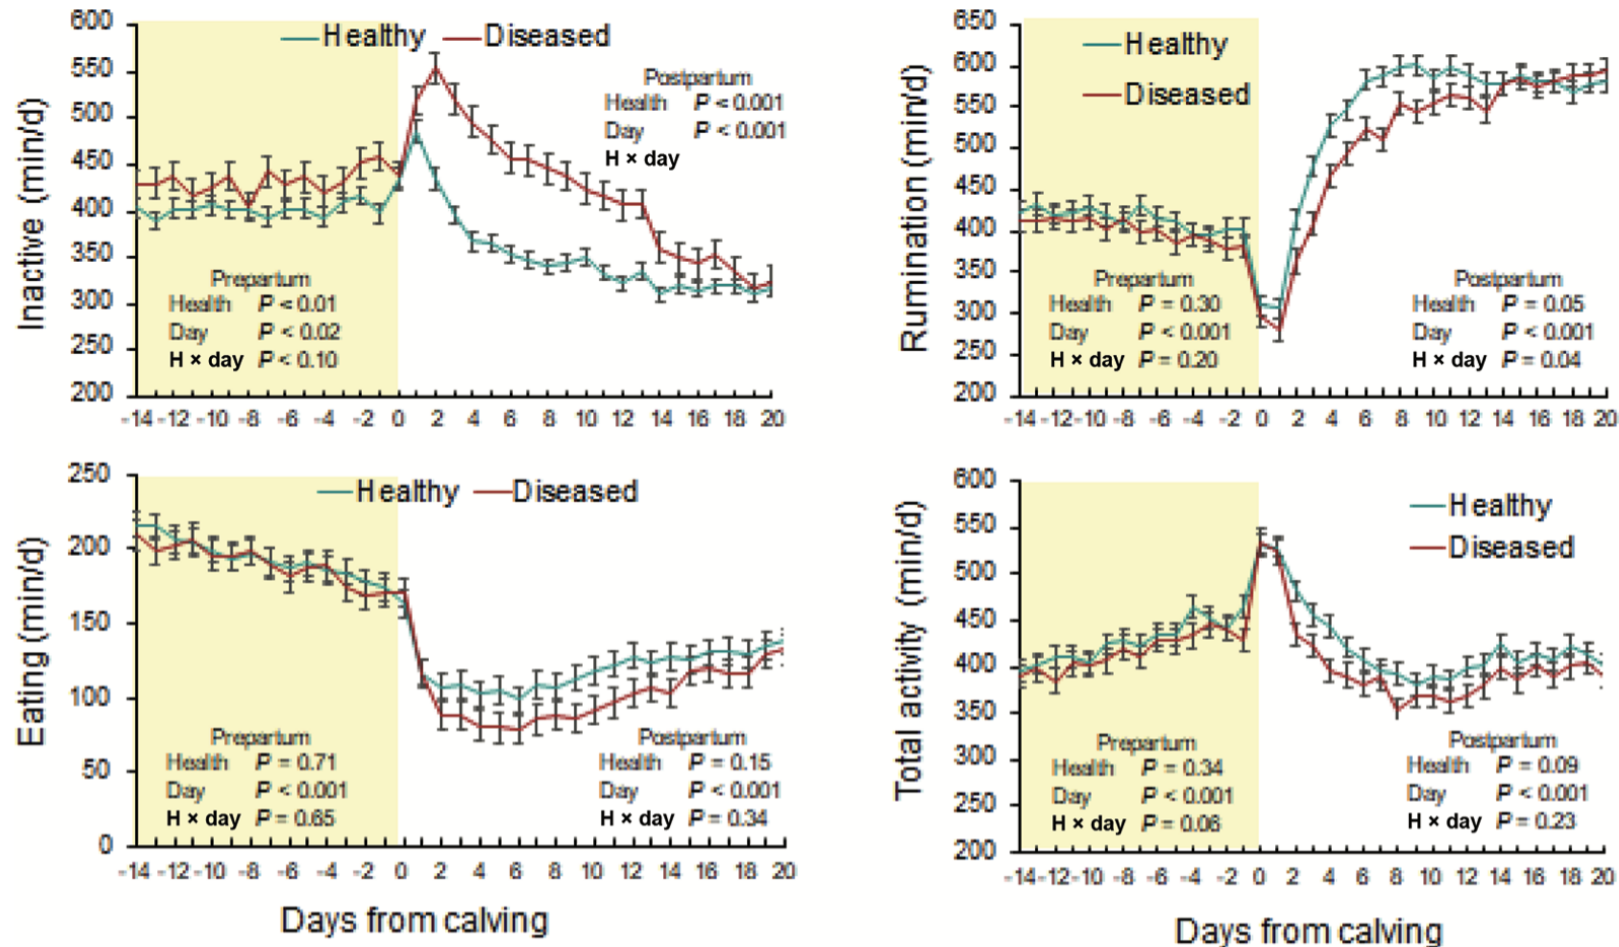 600
550
500
450
400
350
300
250
200
Inactive (min/d)
Healthy Diseased
Postpartum
Health P < 0.001
Day P < 0.001
H × day
Prepartum
Health P < 0.01
Day P < 0.02
H × day P < 0.10
-14 -12 -10 -8 -6 -4 -2 0 2 4 6 8 10 12 14 16 18 20
650
600
550
500
450
400
350
300
250
200
Rumination (min/d)
Healthy
Diseased
Prepartum
Health P = 0.30
Day P < 0.001
H × day P = 0.20
Postpartum
Health P = 0.05
Day P < 0.001
H × day P = 0.04
-14 -12 -10 -8 -6 -4 -2 0 2 4 6 8 10 12 14 16 18 20
250
200
150
100
50
0
Eating (min/d)
Healthy Diseased
Prepartum
Health P = 0.71
Day P < 0.001
H × day P = 0.65
Postpartum
Health P = 0.15
Day P < 0.001
H × day P = 0.34
-14 -12 -10 -8 -6 -4 -2 0 2 4 6 8 10 12 14 16 18 20
Days from calving
600
550
500
450
400
350
300
250
200
Total activity (min/d)
Healthy
Diseased
Prepartum
Health P = 0.34
Day P < 0.001
H × day P = 0.06
Postpartum
Health P = 0.09
Day P < 0.001
H × day P = 0.23
-14 -12 -10 -8 -6 -4 -2 0 2 4 6 8 10 12 14 16 18 20
Days from calving